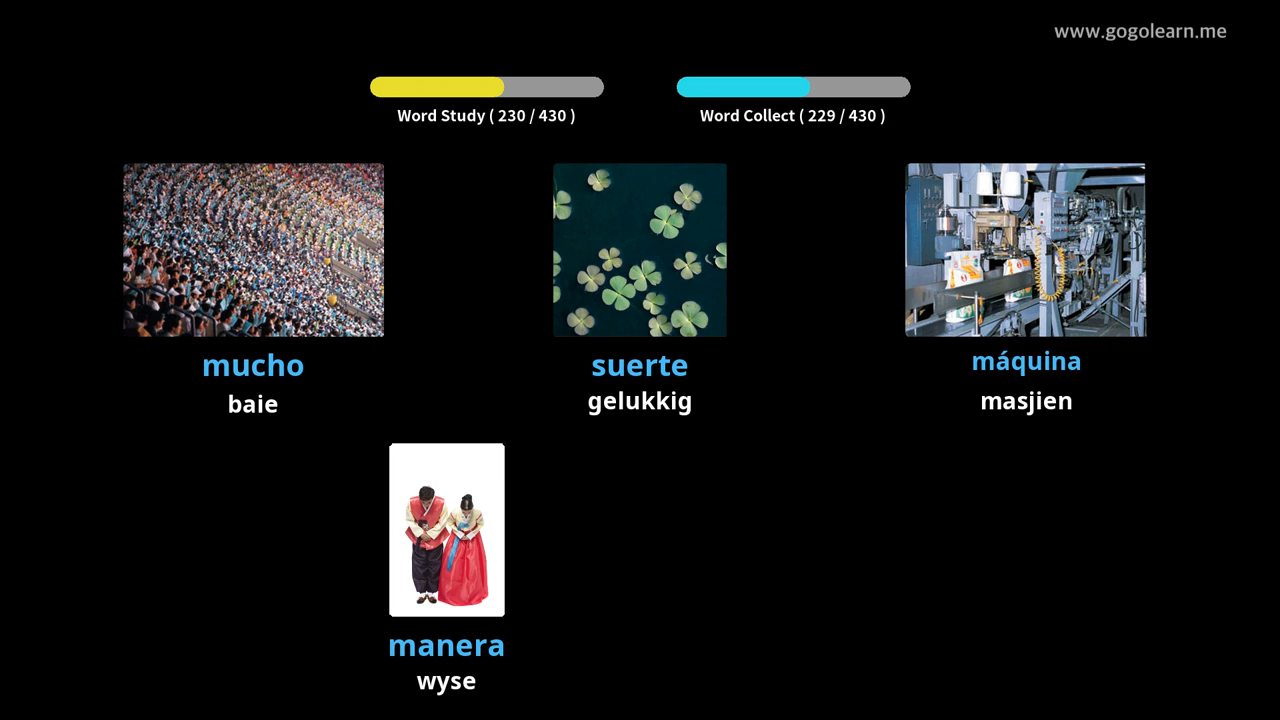 www.gogolearn.me
Word Study ( 230 / 430 )
Word Collect ( 229 / 430 )
mucho
baie
suerte
gelukkig
máquina
masjien
manera
wyse